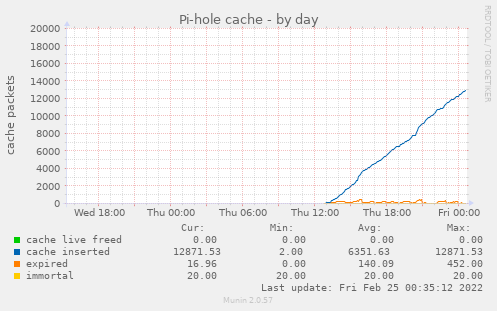 Pi-hole cache - by day
RRDTOOL / TOBI OETIKER
cache packets
20000
18000
16000
14000
12000
10000
8000
6000
4000
2000
0
Wed 18:00 Thu 00:00 Thu 06:00 Thu 12:00 Thu 18:00 Fri 00:00
Cur: Min: Avg: Max:
cache live freed 0.00 0.00 0.00 0.00
cache inserted 12871.53 2.00 6351.63 12871.53
expired 16.96 0.00 140.09 452.00
immortal 20.00 20.00 20.00 20.00
Last update: Fri Feb 25 00:35:12 2022
Munin 2.0.57